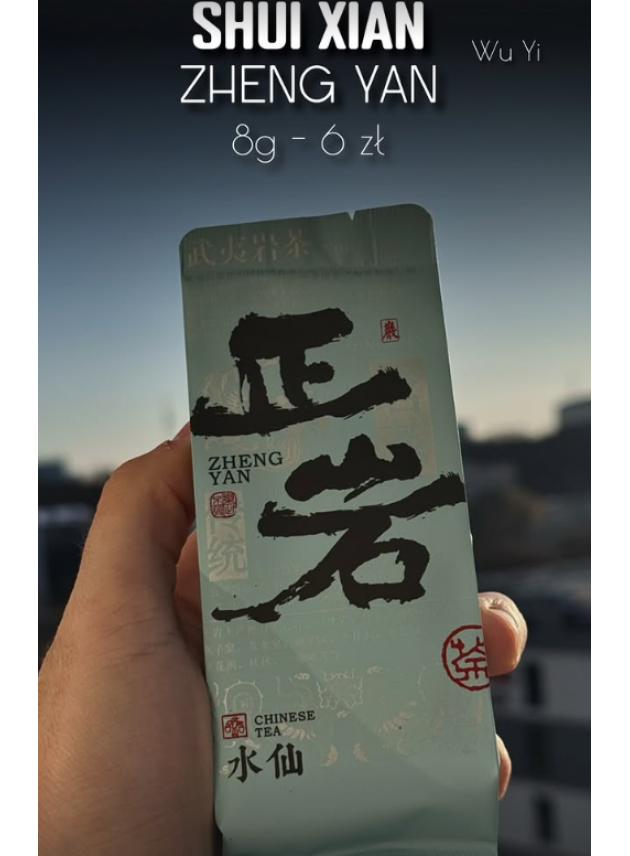 SHUI XIAN
Wu Yi
ZHENG YAN
8g - 6 zł
武夷岩茶
正
岩
ZHENG
YAN
统
CHINESE
TEA
水仙
茶